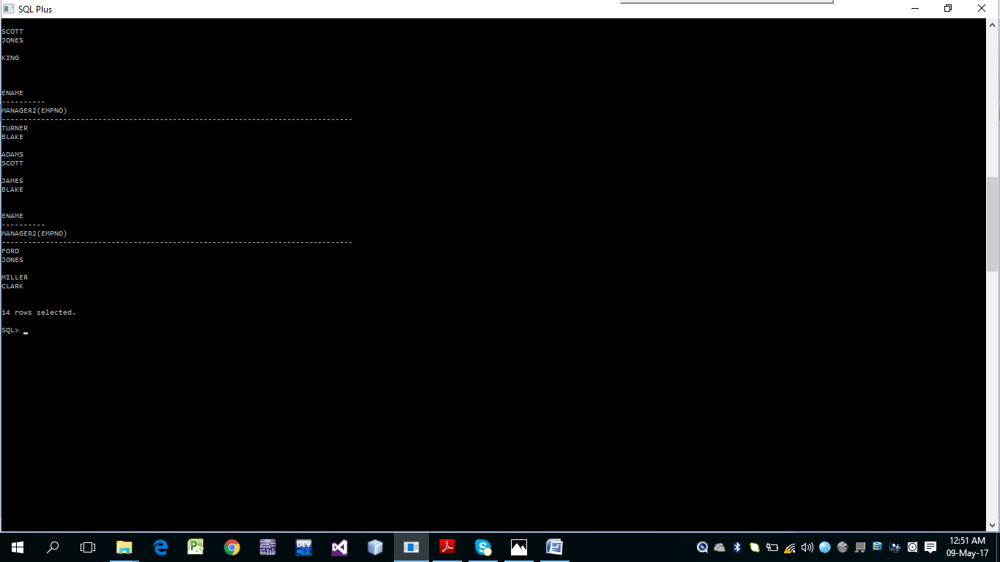 SQL Plus
SCOTT
JONES
KING
ENAME
----------
MANAGER2(EMPNO)
--------------------------------------------------------------------------------
TURNER
BLAKE
ADAMS
SCOTT
JAMES
BLAKE
ENAME
----------
MANAGER2(EMPNO)
--------------------------------------------------------------------------------
FORD
JONES
MILLER
CLARK
14 rows selected.
SQL>
DEV
C++
12:51 AM
09-May-17